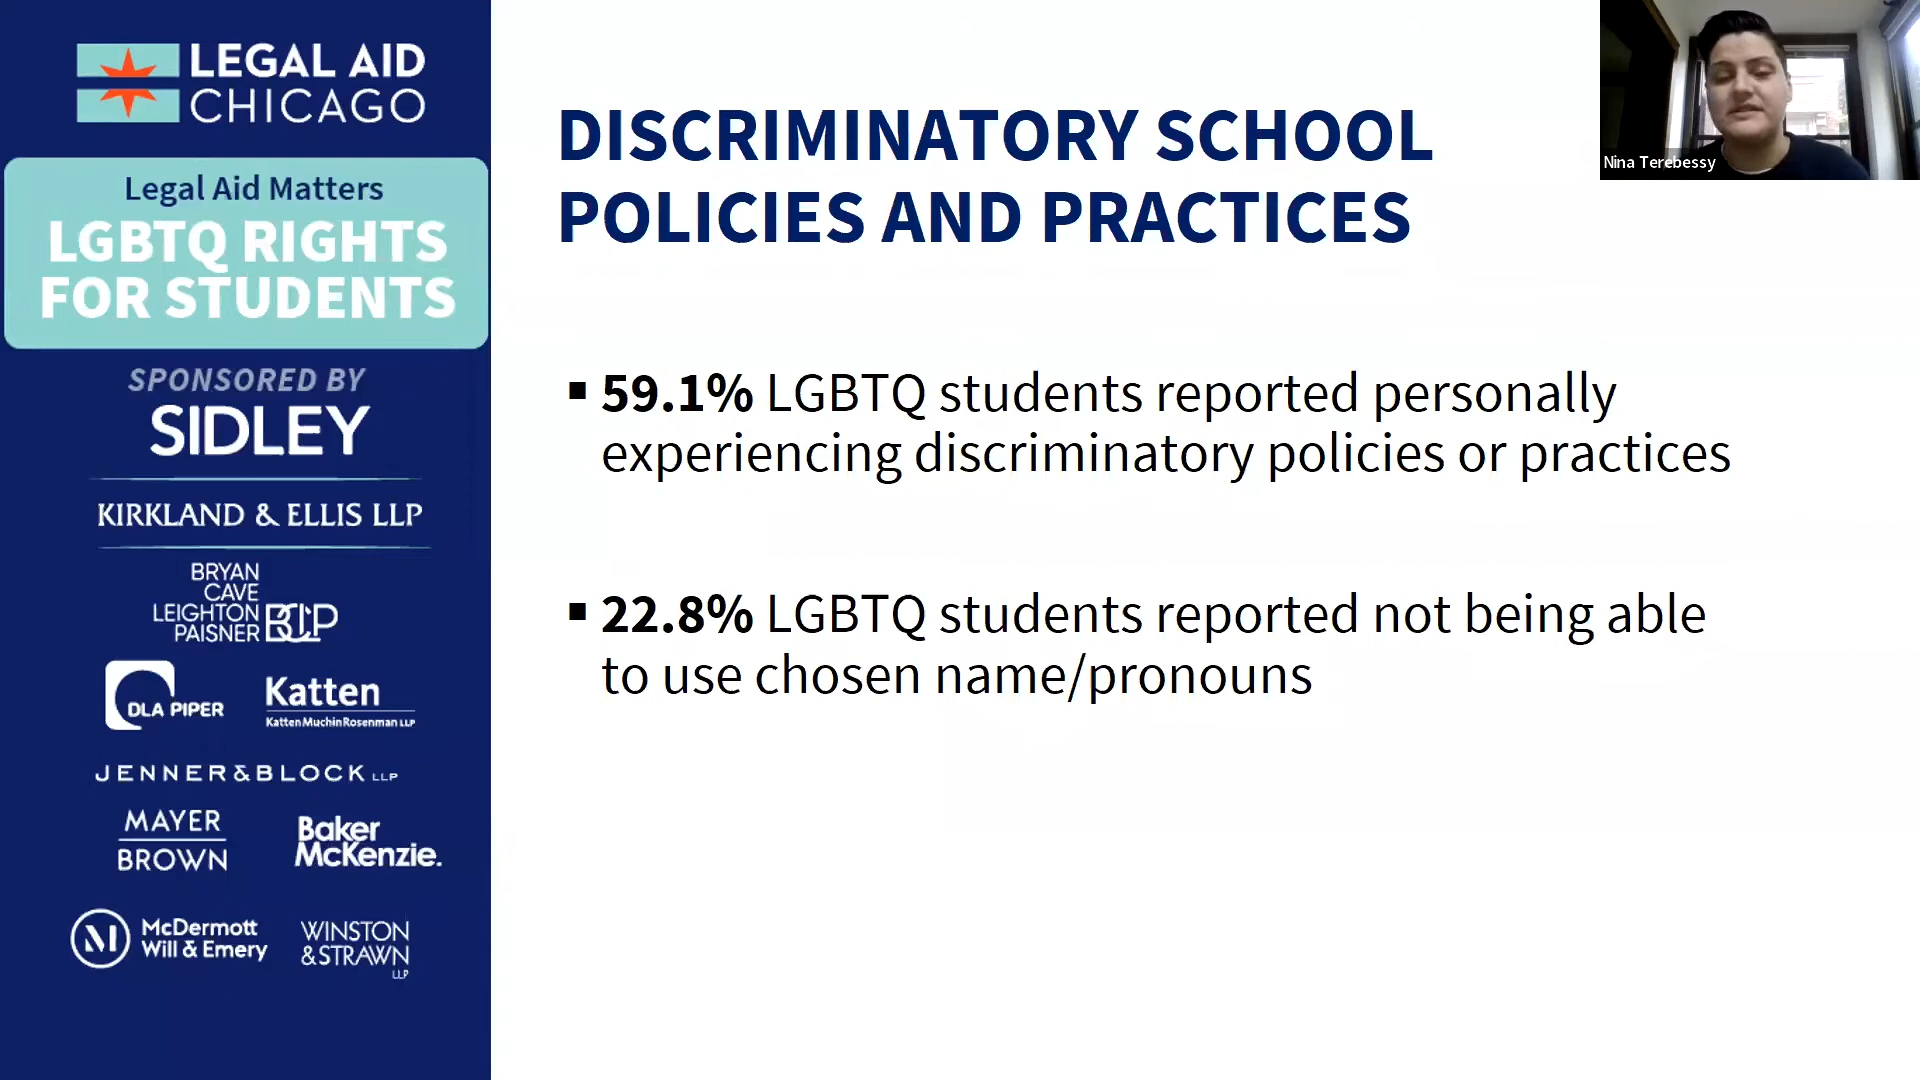 LEGAL AID
CHICAGO
Legal Aid Matters
LGBTQ RIGHTS
FOR STUDENTS
SPONSORED BY
SIDLEY
KIRKLAND & ELLIS LLP
BRYAN
CAVE
LEIGHTON
PAISNER BCLP
DLA PIPER
Katten
Katten Muchin Rosenman LLP
JENNER & BLOCK LLP
MAYER
BROWN
Baker
McKenzie.
M
McDermott
Will & Emery
WINSTON
& STRAWN
LLP
DISCRIMINATORY SCHOOL
POLICIES AND PRACTICES
▪ 59.1% LGBTQ students reported personally
experiencing discriminatory policies or practices
▪ 22.8% LGBTQ students reported not being able
to use chosen name/pronouns
Nina Terebessy